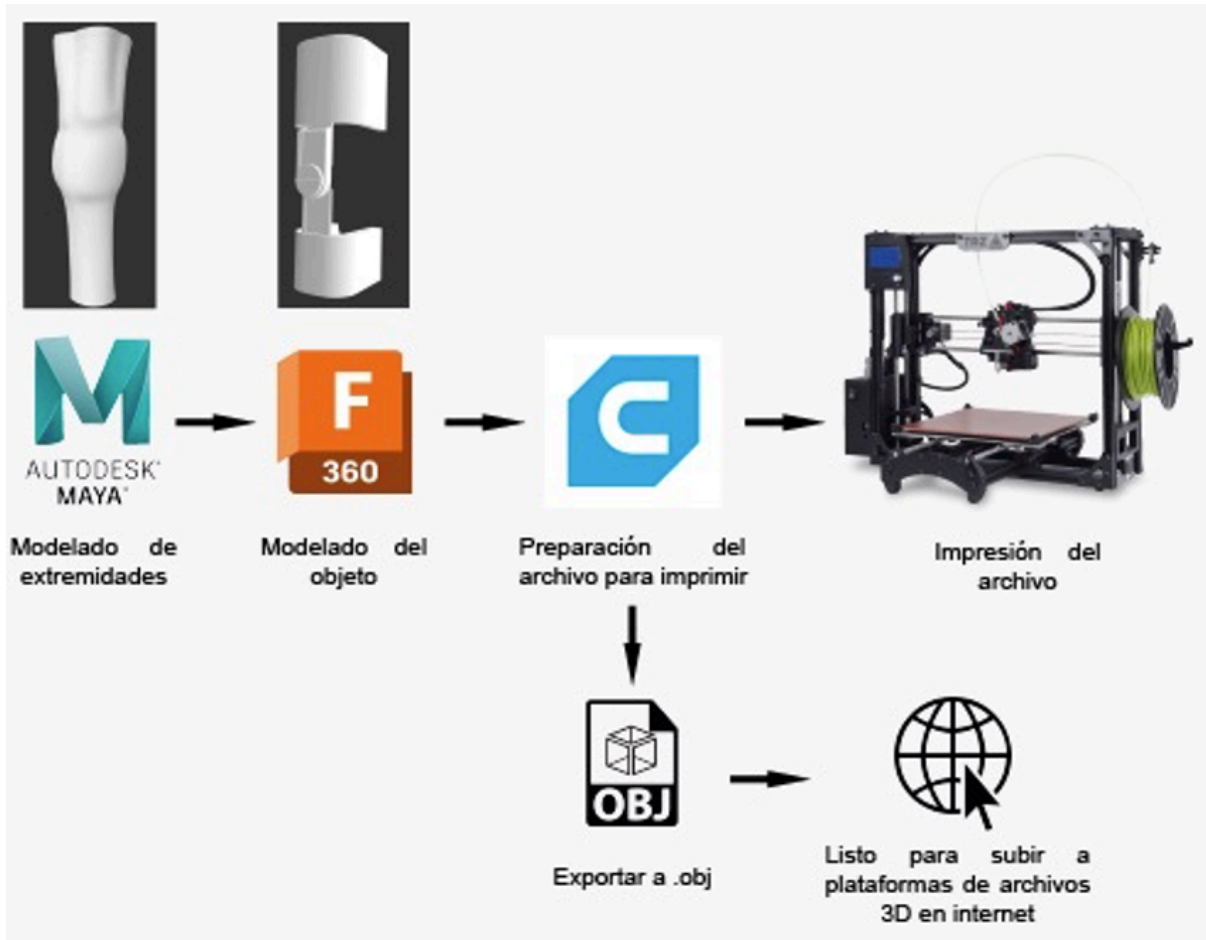 AUTODESK®
MAYA®
F
360
TAZ
Modelado de
extremidades
Modelado del
objeto
Preparación del
archivo para imprimir
Impresión del
archivo
OBJ
Exportar a .obj
Listo para subir a
plataformas de archivos
3D en internet